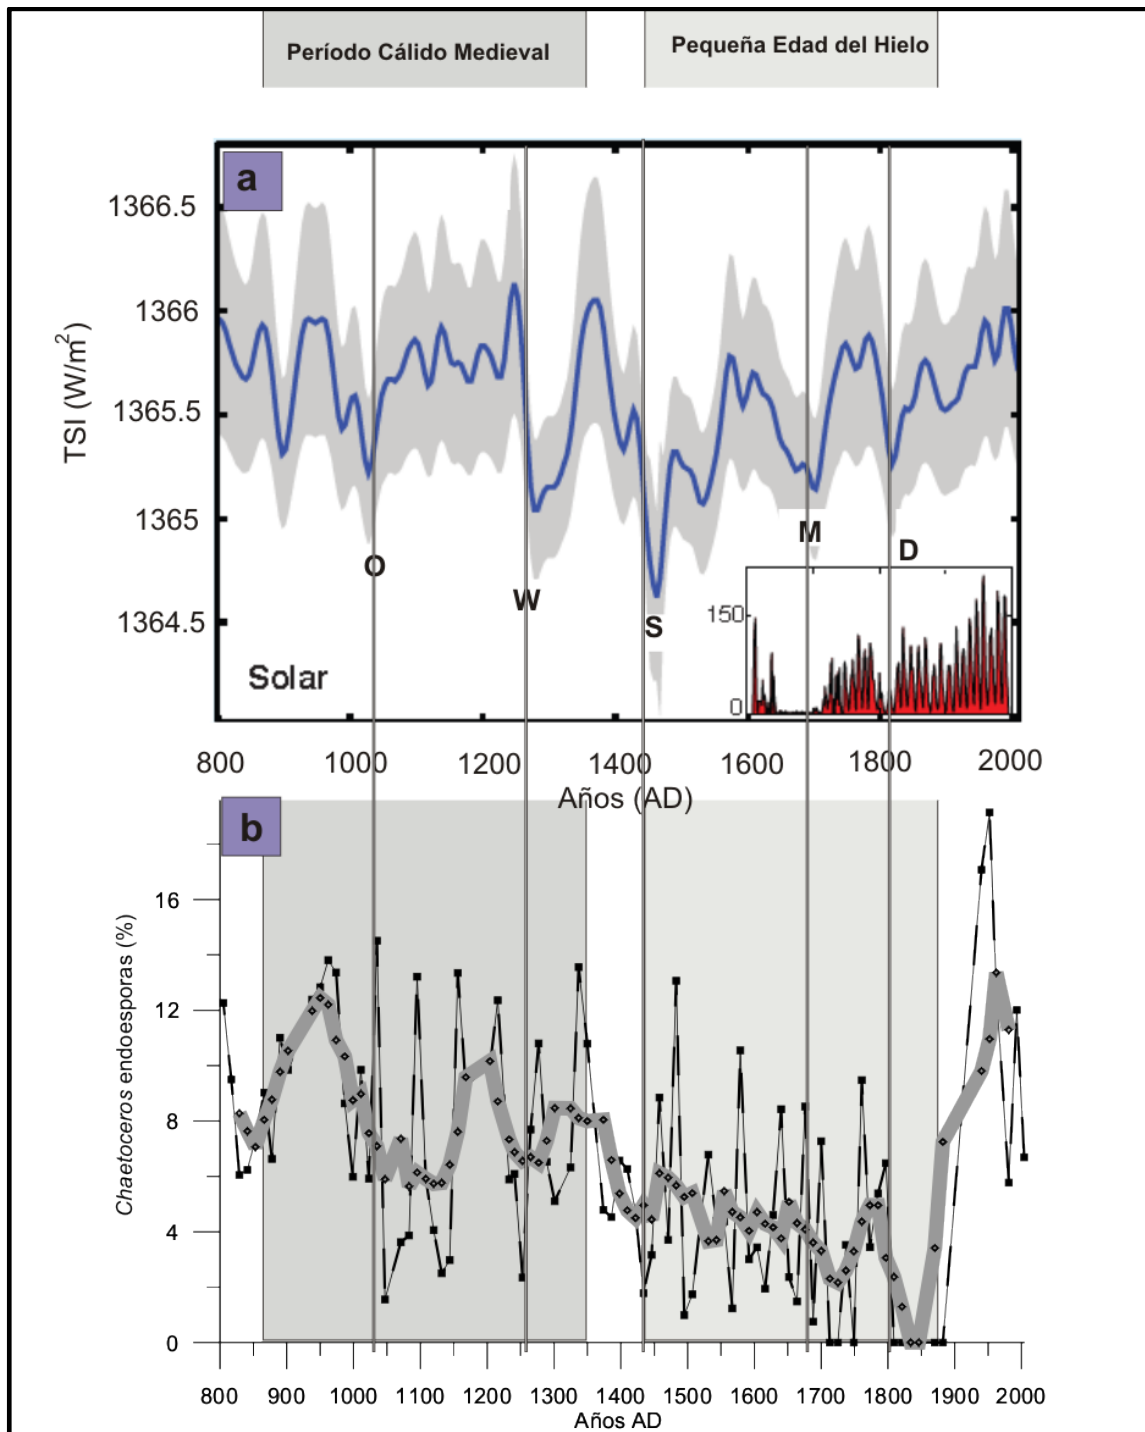 Período Cálido Medieval
Pequeña Edad del Hielo
a
1366.5
1366
1365.5
1365
1364.5
TSI (W/m²)
O
W
S
M
D
150
0
Solar
800 1000 1200 1400 1600 1800 2000
Años (AD)
b
16
12
8
4
0
Chaetoceros endoesporas (%)
800 900 1000 1100 1200 1300 1400 1500 1600 1700 1800 1900 2000
Años AD